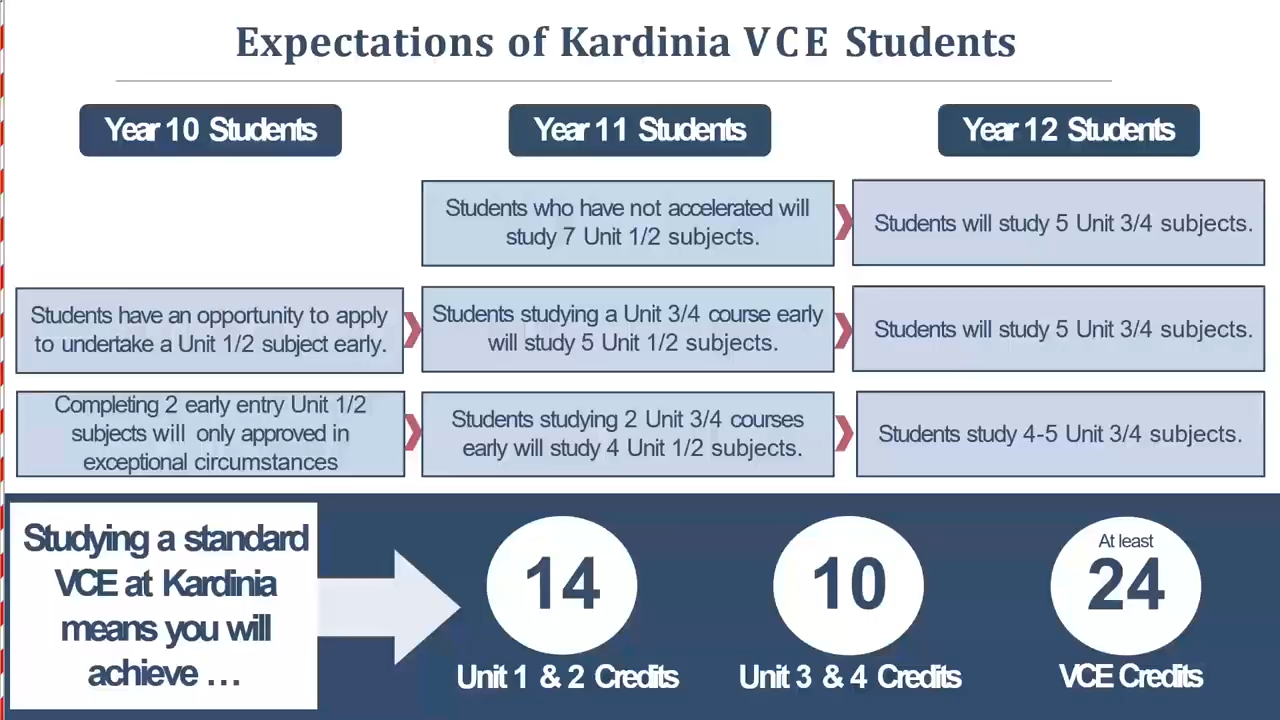 Expectations of Kardinia VCE Students
Year 10 Students
Year 11 Students
Year 12 Students
Students who have not accelerated will
study 7 Unit 1/2 subjects.
Students will study 5 Unit 3/4 subjects.
Students have an opportunity to apply
to undertake a Unit 1/2 subject early.
Students studying a Unit 3/4 course early
will study 5 Unit 1/2 subjects.
Students will study 5 Unit 3/4 subjects.
Completing 2 early entry Unit 1/2
subjects will only approved in
exceptional circumstances
Students studying 2 Unit 3/4 courses
early will study 4 Unit 1/2 subjects.
Students study 4-5 Unit 3/4 subjects.
Studying a standard
VCE at Kardinia
means you will
achieve ...
14
Unit 1 & 2 Credits
10
Unit 3 & 4 Credits
At least
24
VCE Credits